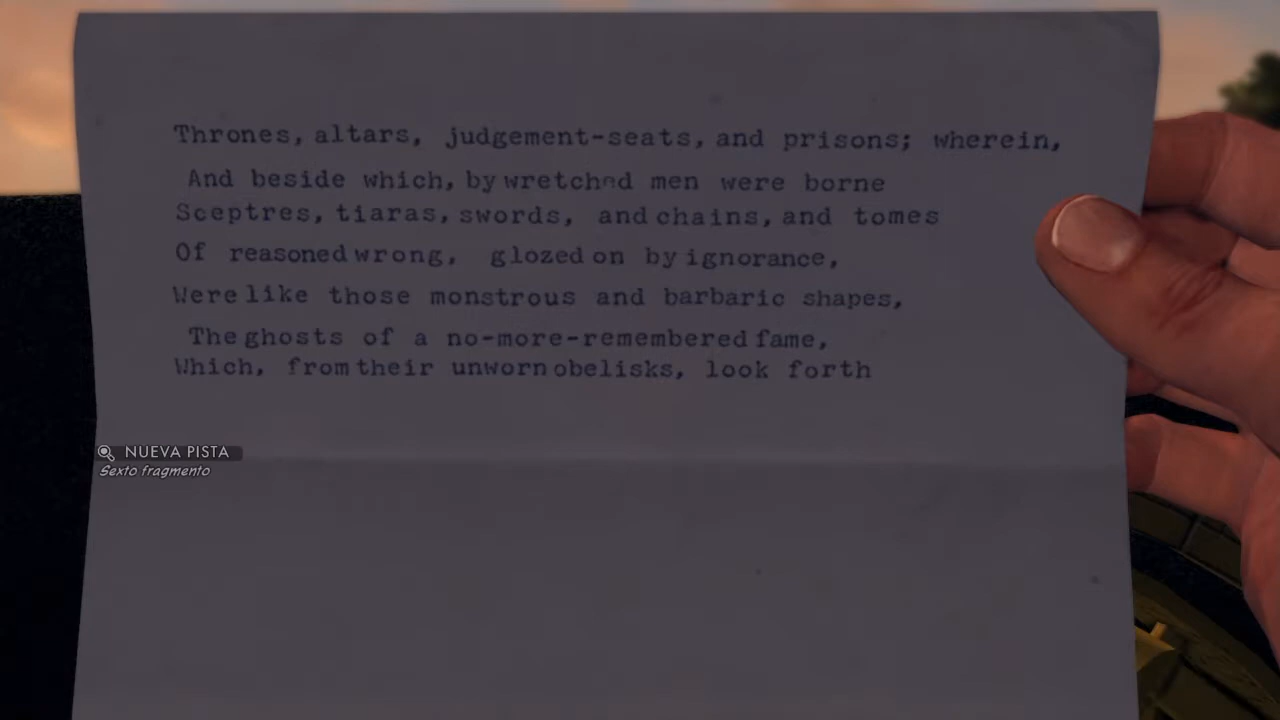 Thrones, altars, judgement-seats, and prisons; wherein,
And beside which, by wretched men were borne
Sceptres, tiaras, swords, and chains, and tomes
Of reasoned wrong, glozed on by ignorance,
Were like those monstrous and barbaric shapes,
The ghosts of a no-more-remembered fame,
Which, from their unworn obelisks, look forth
NUEVA PISTA
Sexto fragmento